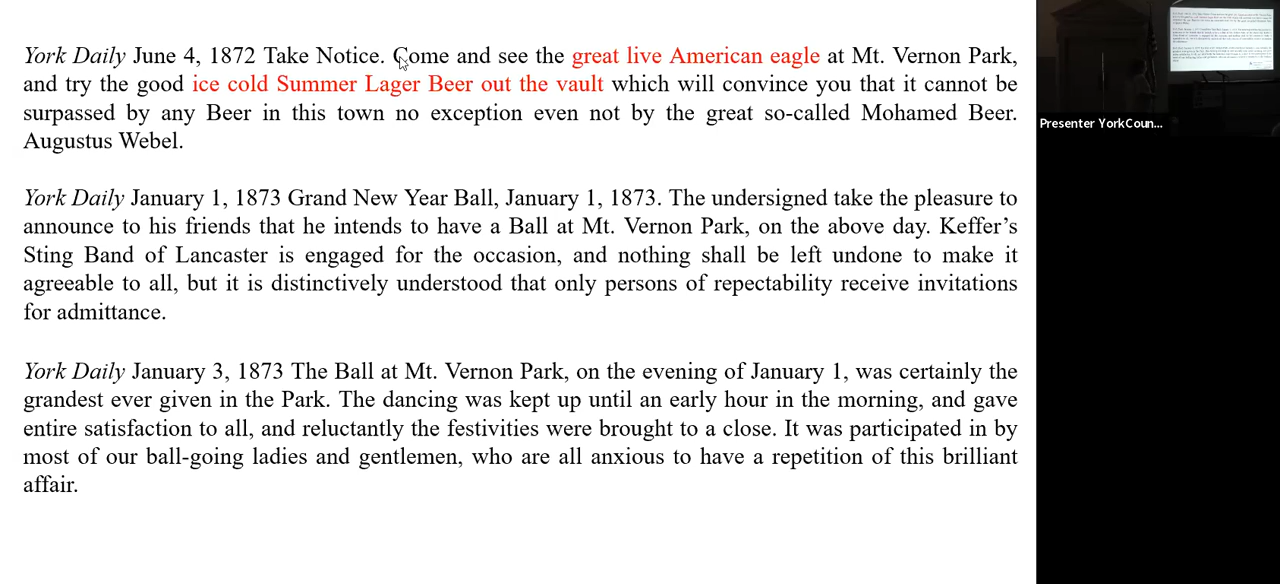 York Daily June 4, 1872 Take Notice. Come and see the great live American eagle at Mt. Vernon Park,
and try the good ice cold Summer Lager Beer out the vault which will convince you that it cannot be
surpassed by any Beer in this town no exception even not by the great so-called Mohamed Beer.
Augustus Webel.
York Daily January 1, 1873 Grand New Year Ball, January 1, 1873. The undersigned take the pleasure to
announce to his friends that he intends to have a Ball at Mt. Vernon Park, on the above day. Keffer’s
Sting Band of Lancaster is engaged for the occasion, and nothing shall be left undone to make it
agreeable to all, but it is distinctively understood that only persons of repectability receive invitations
for admittance.
York Daily January 3, 1873 The Ball at Mt. Vernon Park, on the evening of January 1, was certainly the
grandest ever given in the Park. The dancing was kept up until an early hour in the morning, and gave
entire satisfaction to all, and reluctantly the festivities were brought to a close. It was participated in by
most of our ball-going ladies and gentlemen, who are all anxious to have a repetition of this brilliant
affair.
Presenter YorkCoun...